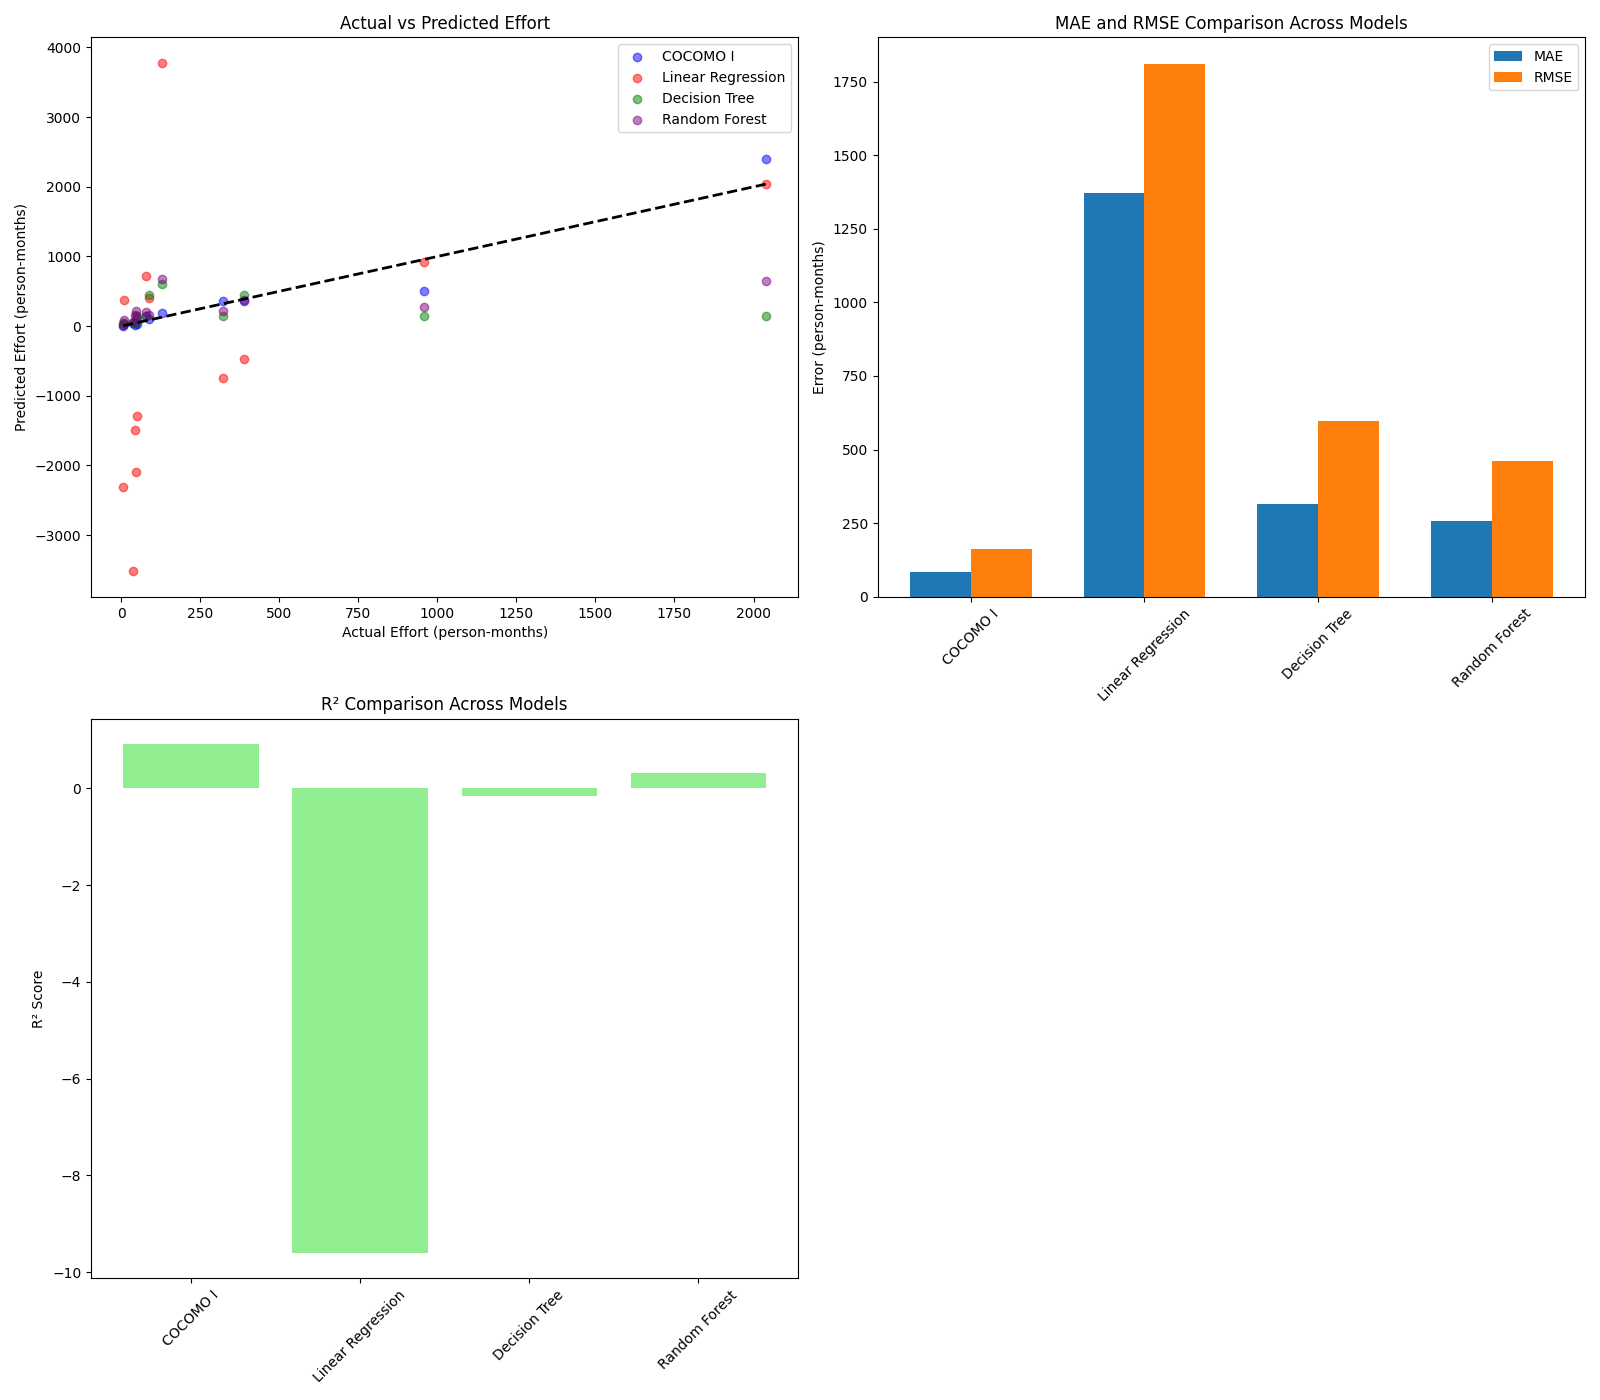 Actual vs Predicted Effort
4000
3000
2000
1000
0
−1000
−2000
−3000
Predicted Effort (person-months)
COCOMO I
Linear Regression
Decision Tree
Random Forest
0 250 500 750 1000 1250 1500 1750 2000
Actual Effort (person-months)
MAE and RMSE Comparison Across Models
1750
1500
1250
1000
750
500
250
0
Error (person-months)
MAE
RMSE
COCOMO I
Linear Regression
Decision Tree
Random Forest
R² Comparison Across Models
0
−2
−4
−6
−8
−10
R² Score
COCOMO I
Linear Regression
Decision Tree
Random Forest